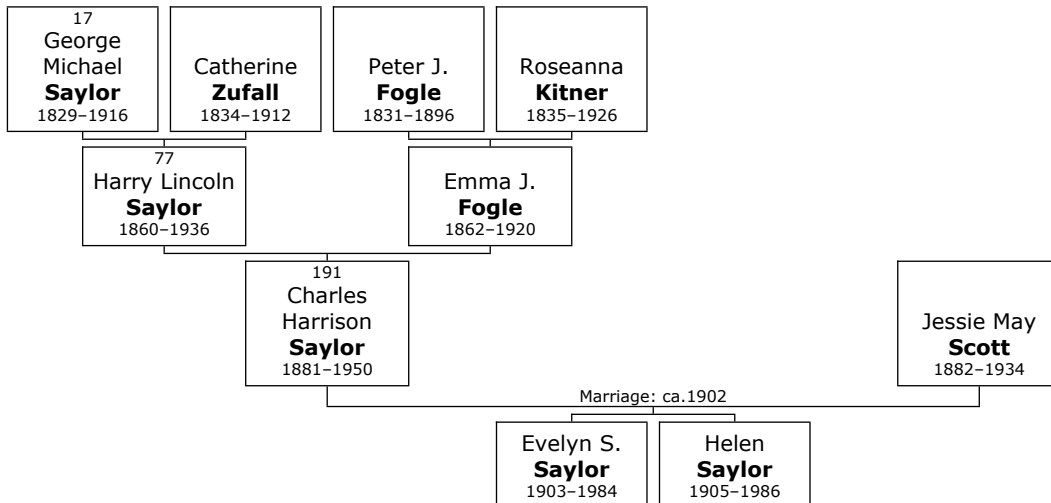 17
George
Michael
Saylor
1829–1916
Catherine
Zufall
1834–1912
Peter J.
Fogle
1831–1896
Roseanna
Kitner
1835–1926
77
Harry Lincoln
Saylor
1860–1936
Emma J.
Fogle
1862–1920
191
Charles
Harrison
Saylor
1881–1950
Jessie May
Scott
1882–1934
Marriage: ca.1902
Evelyn S.
Saylor
1903–1984
Helen
Saylor
1905–1986